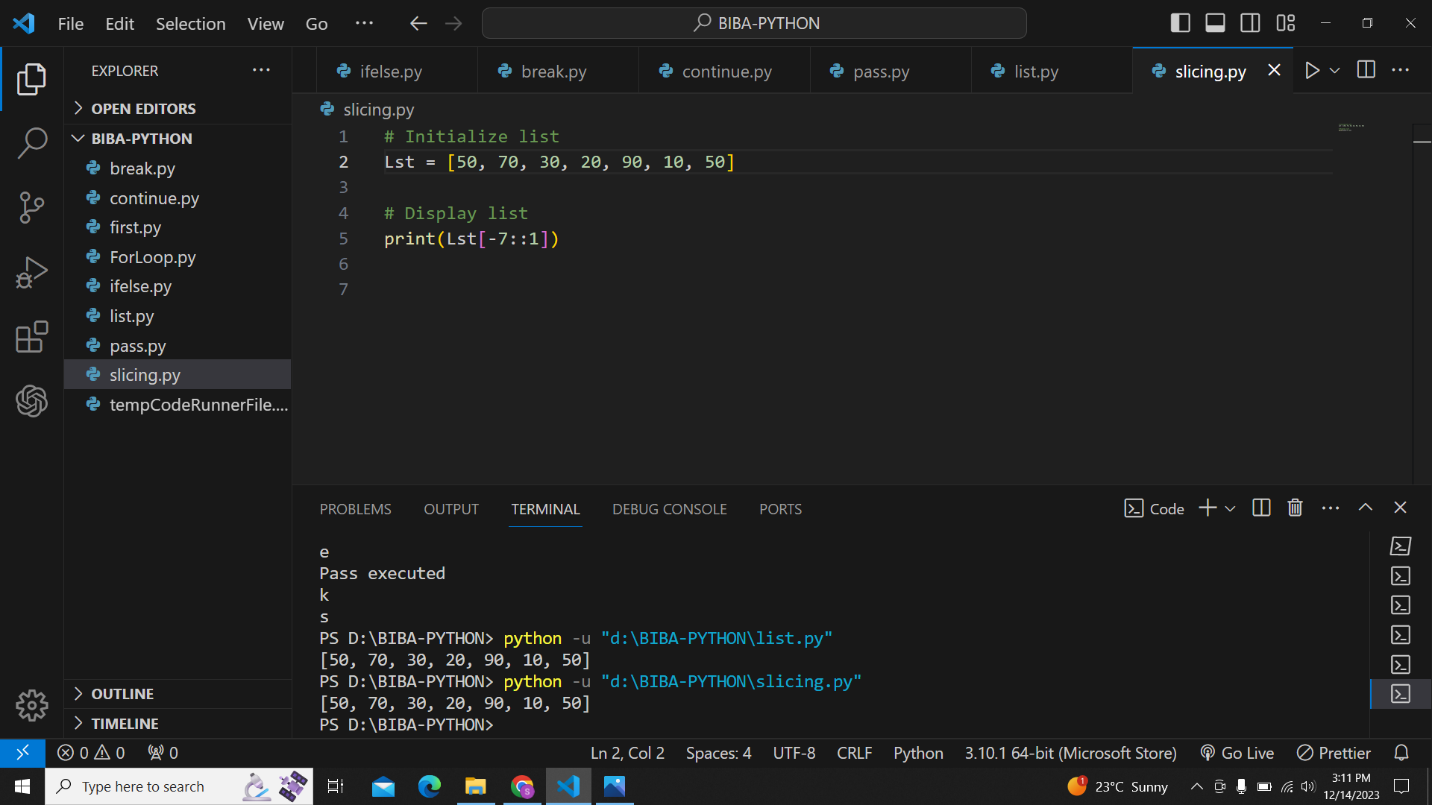 File Edit Selection View Go ··· BIBA-PYTHON
EXPLORER ···
OPEN EDITORS
BIBA-PYTHON
break.py
continue.py
first.py
ForLoop.py
ifelse.py
list.py
pass.py
slicing.py
tempCodeRunnerFile....
OUTLINE
TIMELINE
ifelse.py break.py continue.py pass.py list.py slicing.py
slicing.py
1 # Initialize list
2 Lst = [50, 70, 30, 20, 90, 10, 50]
3
4 # Display list
5 print(Lst[-7::1])
6
7
PROBLEMS OUTPUT TERMINAL DEBUG CONSOLE PORTS Code
e
Pass executed
k
s
PS D:\BIBA-PYTHON> python -u "d:\BIBA-PYTHON\list.py"
[50, 70, 30, 20, 90, 10, 50]
PS D:\BIBA-PYTHON> python -u "d:\BIBA-PYTHON\slicing.py"
[50, 70, 30, 20, 90, 10, 50]
PS D:\BIBA-PYTHON>
0 0 0 Ln 2, Col 2 Spaces: 4 UTF-8 CRLF Python 3.10.1 64-bit (Microsoft Store) Go Live Prettier
Type here to search S 1 23°C Sunny 3:11 PM
12/14/2023